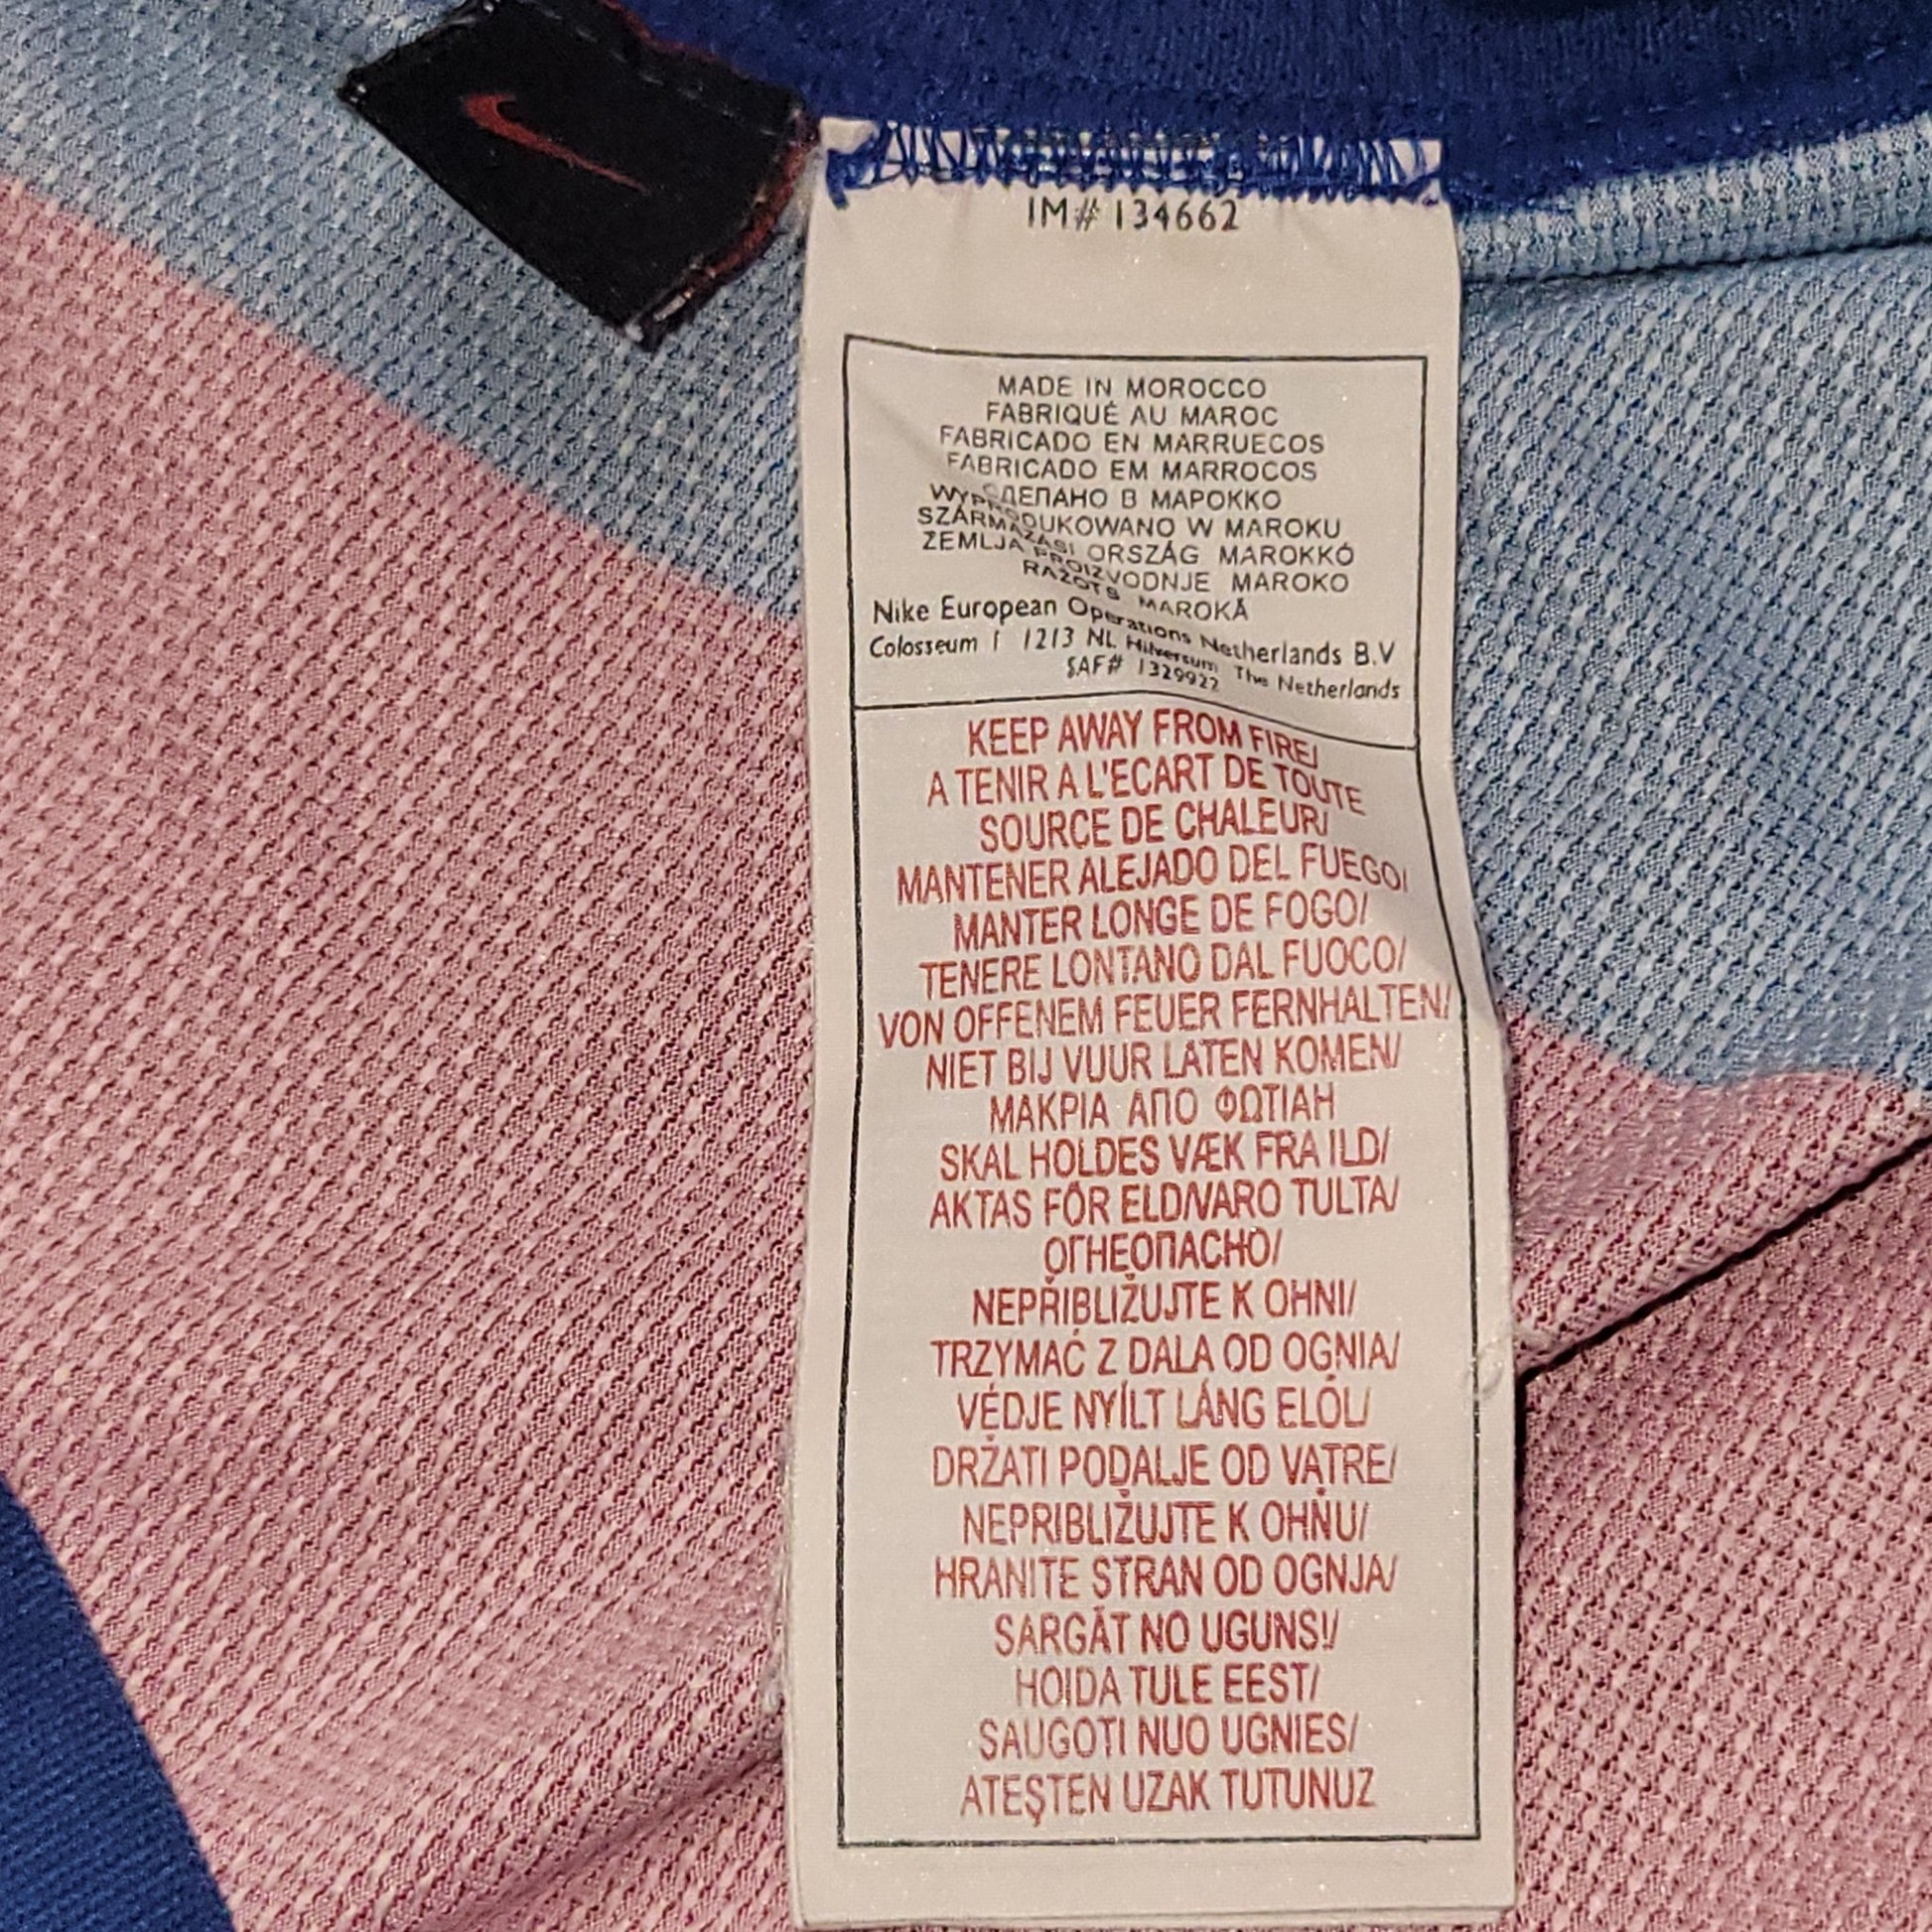 IM# 134662
MADE IN MOROCCO
FABRIQUÉ AU MAROC
FABRICADO EN MARRUECOS
FABRICADO EM MARROCOS
В МАРОККО
W MAROKU
ORSZÁG MAROKKÓ
ZEMLJA PROIZVODNJE MAROKO
RAŽOTS MAROKĀ
Nike European Operations Netherlands B.V
Colosseum 1 1213 NL Hilversum The Netherlands
SAF# 1329922
KEEP AWAY FROM FIRE/
A TENIR A L'ECART DE TOUTE
SOURCE DE CHALEUR/
MANTENER ALEJADO DEL FUEGO/
MANTER LONGE DE FOGO/
TENERE LONTANO DAL FUOCO/
VON OFFENEM FEUER FERNHALTEN/
NIET BIJ VUUR LATEN KOMEN/
ΜΑΚΡΙΑ ΑΠΟ ΦΩΤΙΑΗ
SKAL HOLDES VÆK FRA ILD/
AKTAS FÖR ELD/VARO TULTA/
ОГНЕОПАСНО/
NEPŘIBLIŽUJTE K OHNI/
TRZYMAĆ Z DALA OD OGNIA/
VÉDJE NYÍLT LÁNG ELÓL/
DRŽATI PODALJE OD VATRE/
NEPRIBLIŽUJTE K OHŇU/
HRANITE STRAN OD OGNJA/
SARGĀT NO UGUNS!/
HOIDA TULE EEST/
SAUGOTI NUO UGNIES/
ATEŞTEN UZAK TUTUNUZ